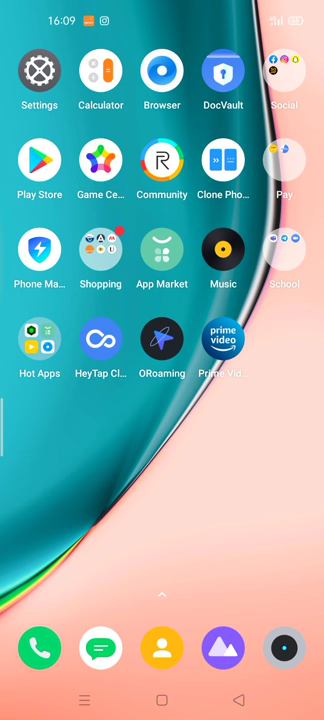 16:09
Settings
Calculator
Browser
DocVault
Social
Play Store
Game Ce...
Community
Clone Pho...
Pay
Phone Ma...
Shopping
App Market
Music
School
prime
video
Hot Apps
HeyTap Cl...
ORoaming
Prime Vid...